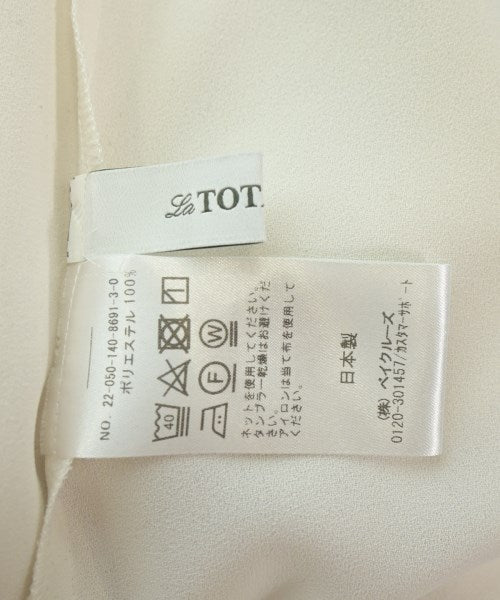 La TOT
NO. 22-050-140-8691-3-0
ポリエステル 100%
40
F
W
ネットを使用してください。
タンブラー乾燥はお避けくだ
さい。
アイロンは当て布を使用して
ください。
日本製
(株) ベイクルーズ
0120-301457/カスタマーサポート